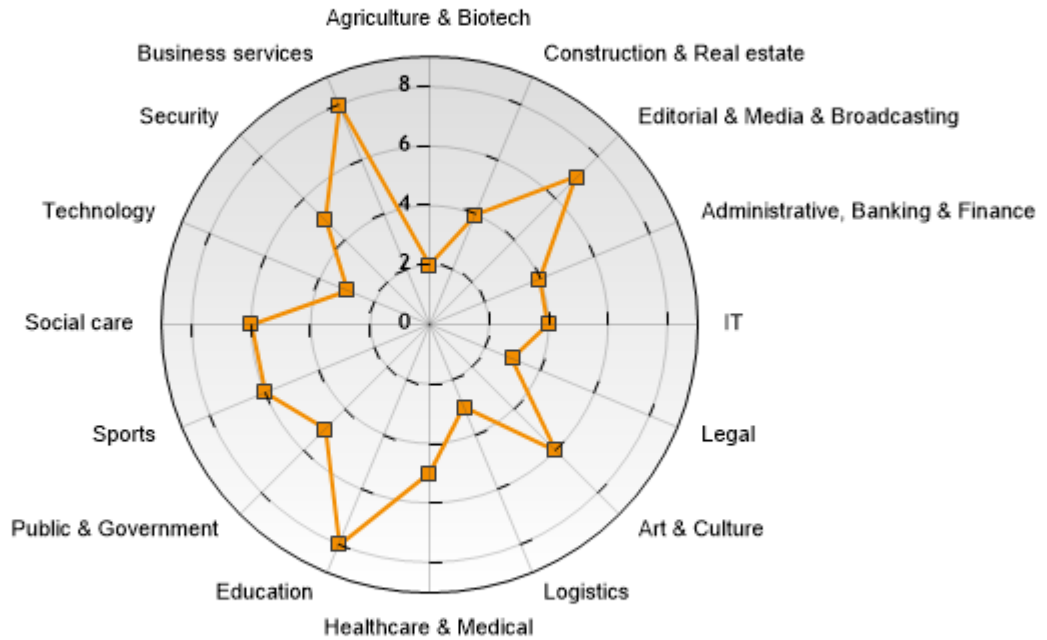 Agriculture & Biotech
Business services
Construction & Real estate
8
Security
Editorial & Media & Broadcasting
6
4
Technology
Administrative, Banking & Finance
2
Social care
0
IT
Sports
Legal
Public & Government
Art & Culture
Education
Logistics
Healthcare & Medical